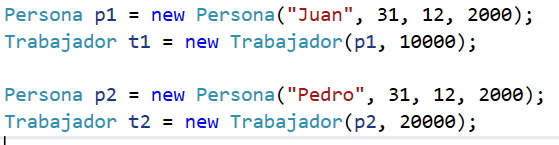 Persona p1 = new Persona("Juan", 31, 12, 2000);
Trabajador t1 = new Trabajador(p1, 10000);
Persona p2 = new Persona("Pedro", 31, 12, 2000);
Trabajador t2 = new Trabajador(p2, 20000);